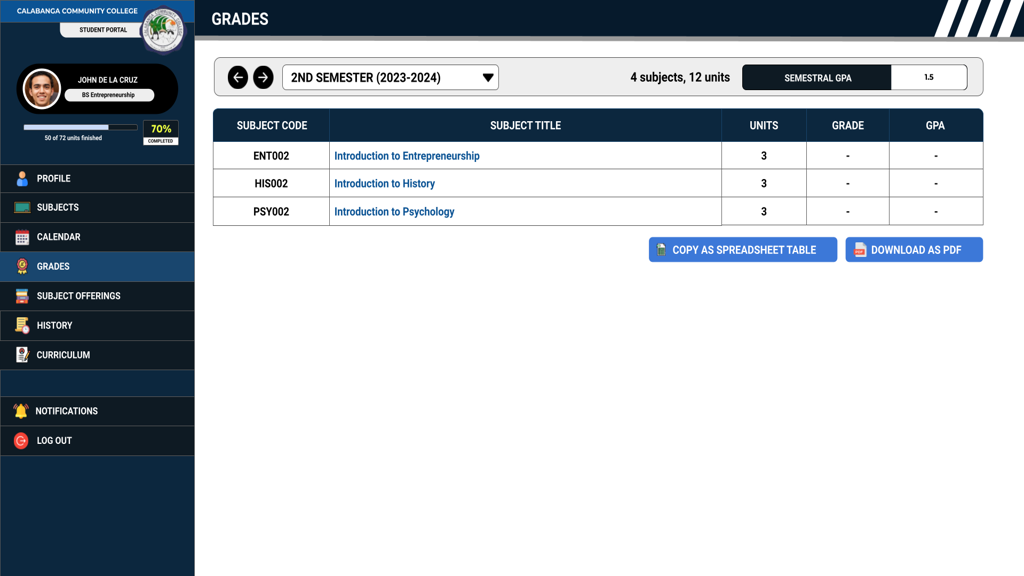 CALABANGA COMMUNITY COLLEGE
STUDENT PORTAL
JOHN DE LA CRUZ
BS Entrepreneurship
50 of 72 units finished
70%
COMPLETED
PROFILE
SUBJECTS
CALENDAR
GRADES
SUBJECT OFFERINGS
HISTORY
CURRICULUM
NOTIFICATIONS
LOG OUT
GRADES
2ND SEMESTER (2023-2024)
4 subjects, 12 units
SEMESTRAL GPA
1.5
SUBJECT CODE SUBJECT TITLE UNITS GRADE GPA
ENT002 Introduction to Entrepreneurship 3 - -
HIS002 Introduction to History 3 - -
PSY002 Introduction to Psychology 3 - -
COPY AS SPREADSHEET TABLE
DOWNLOAD AS PDF